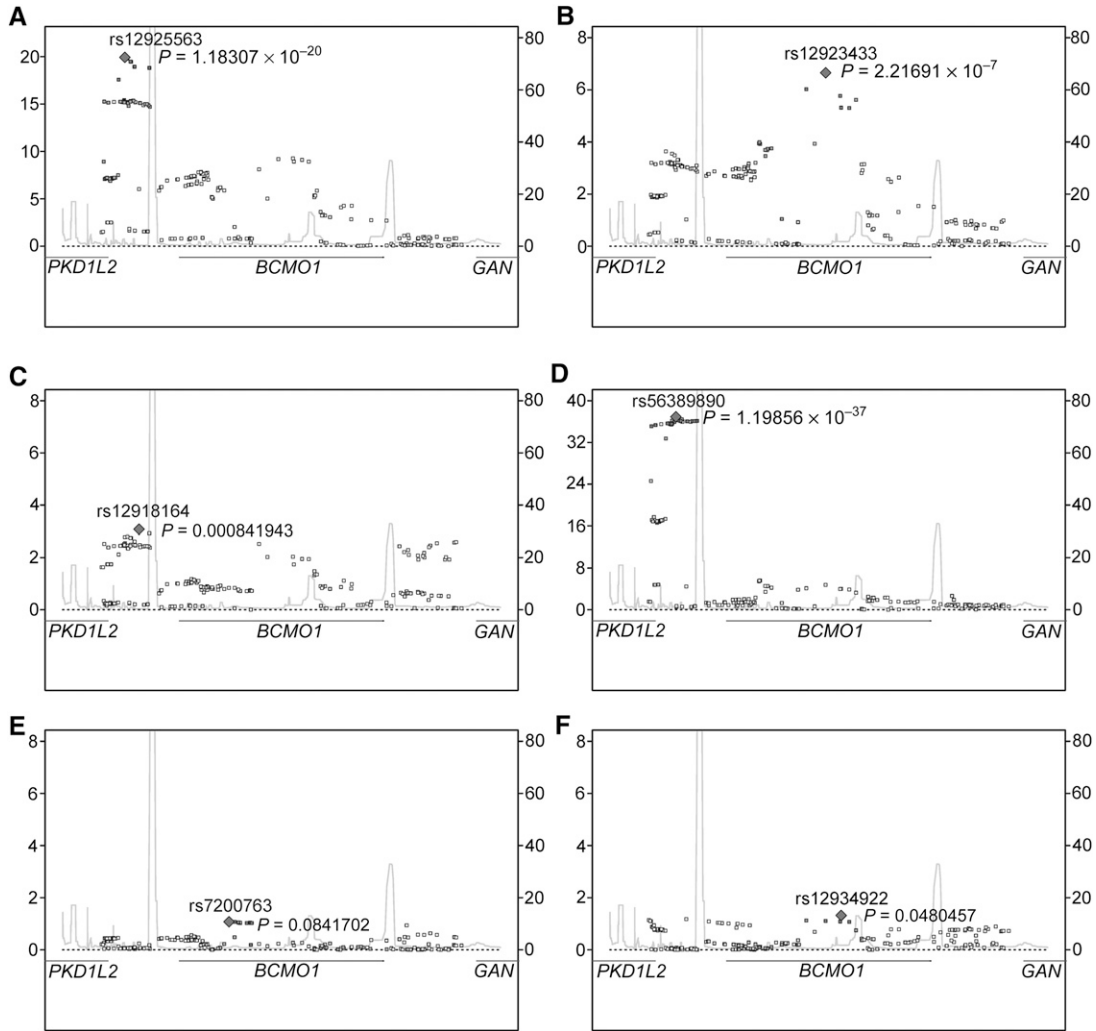 A
rs12925563
P = 1.18307 × 10⁻²⁰
20
15
10
5
0
80
60
40
20
0
PKD1L2
BCMO1
GAN
B
rs12923433
P = 2.21691 × 10⁻⁷
8
6
4
2
0
80
60
40
20
0
PKD1L2
BCMO1
GAN
C
rs12918164
P = 0.000841943
8
6
4
2
0
80
60
40
20
0
PKD1L2
BCMO1
GAN
D
rs56389890
P = 1.19856 × 10⁻³⁷
40
32
24
16
8
0
80
60
40
20
0
PKD1L2
BCMO1
GAN
E
rs7200763
P = 0.0841702
8
6
4
2
0
80
60
40
20
0
PKD1L2
BCMO1
GAN
F
rs12934922
P = 0.0480457
8
6
4
2
0
80
60
40
20
0
PKD1L2
BCMO1
GAN